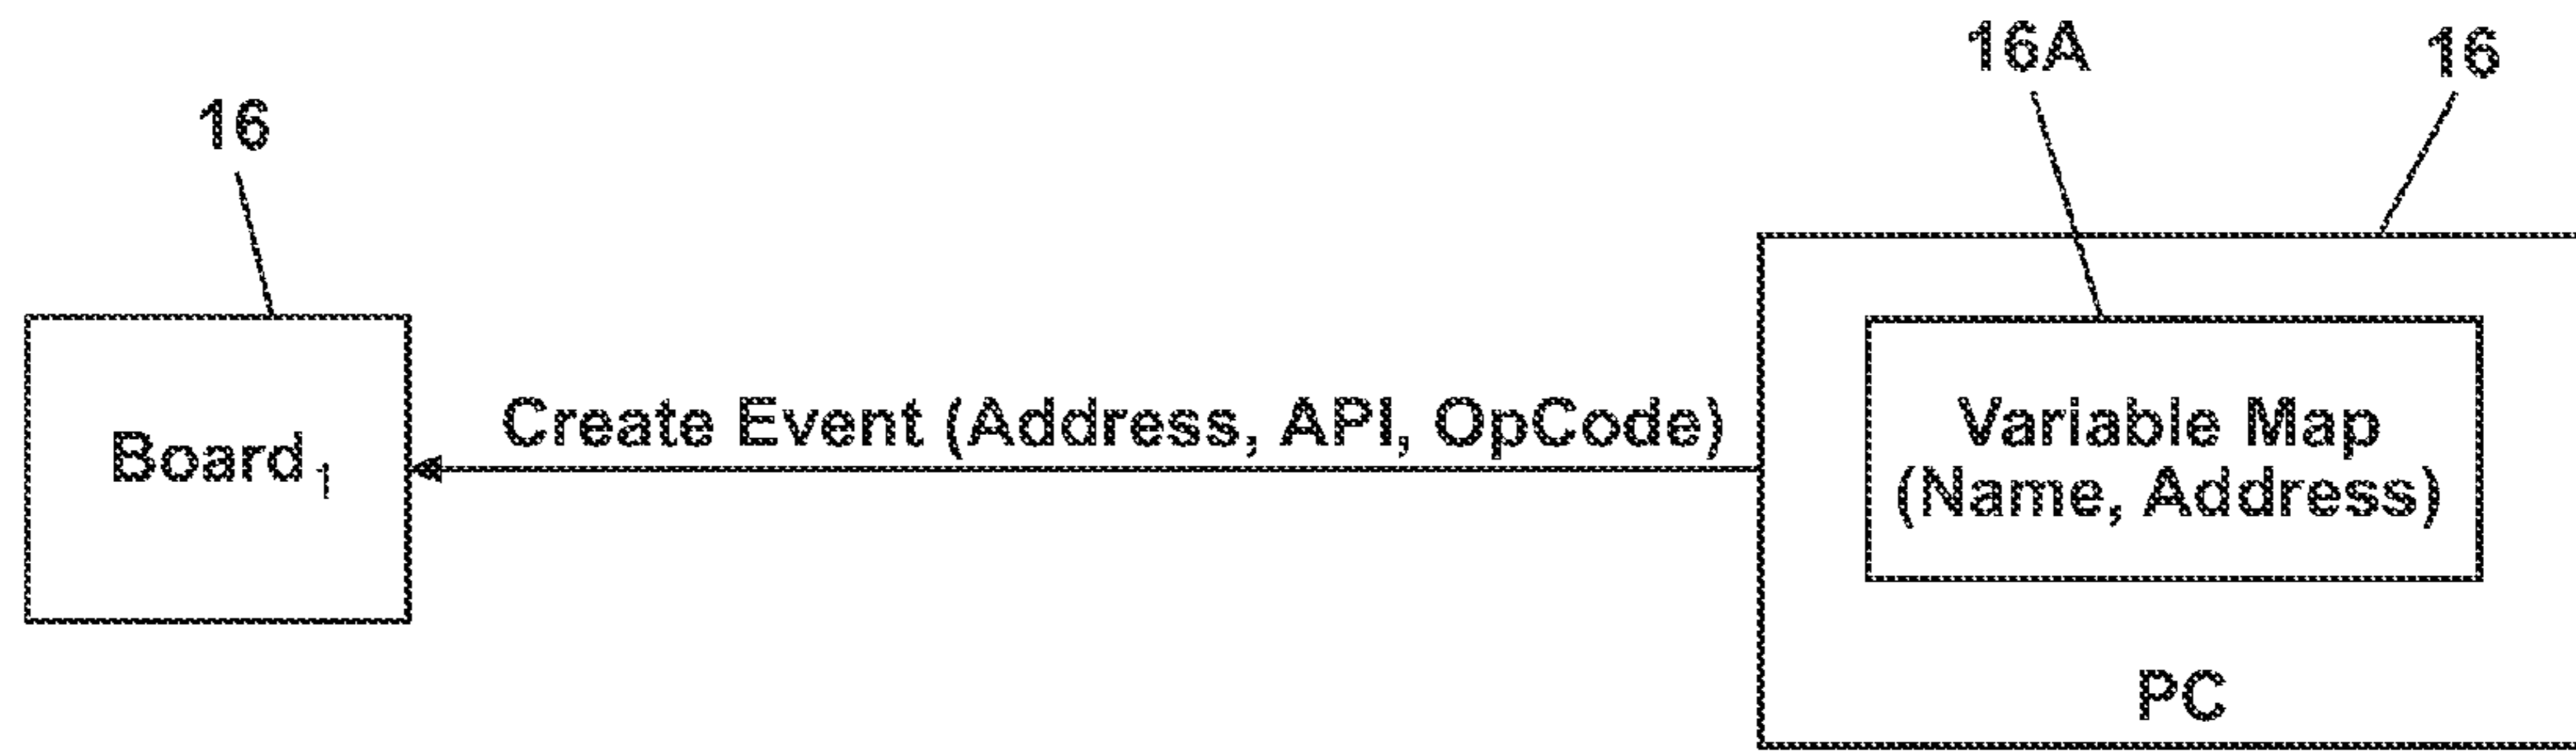 16A
16
16
Create Event (Address, API, OpCode)
Board1
Variable Map
(Name, Address)
PC